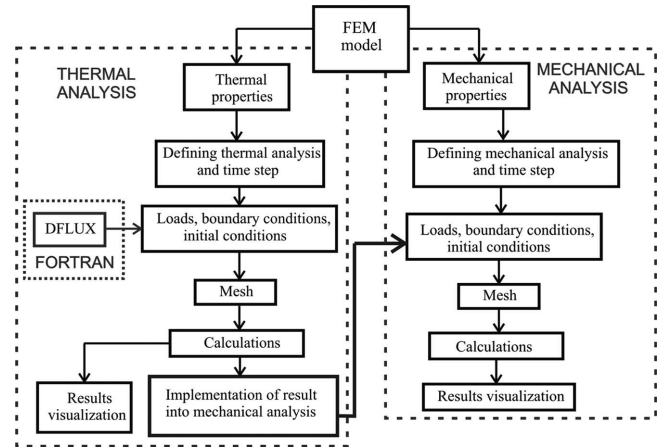 FEM
model
THERMAL
ANALYSIS
Thermal
properties
Defining thermal analysis
and time step
DFLUX
FORTRAN
Loads, boundary conditions,
initial conditions
Mesh
Calculations
Results
visualization
Implementation of result
into mechanical analysis
MECHANICAL
ANALYSIS
Mechanical
properties
Defining mechanical analysis
and time step
Loads, boundary conditions,
initial conditions
Mesh
Calculations
Results visualization